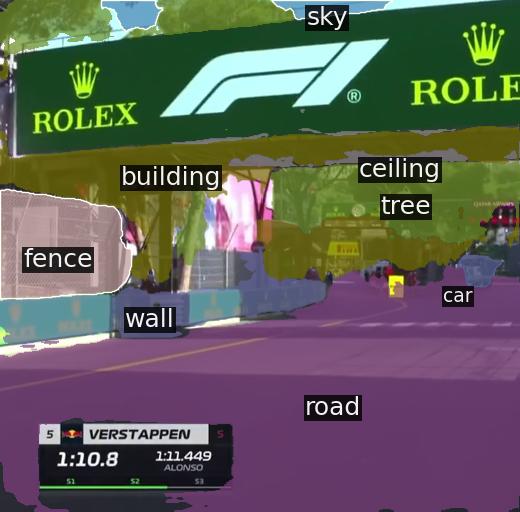 sky
ROLEX
F1
®
ROLE
building
ceiling
tree
fence
car
wall
road
5 VERSTAPPEN 5
1:10.8
1:11.449
ALONSO
S1 S2 S3